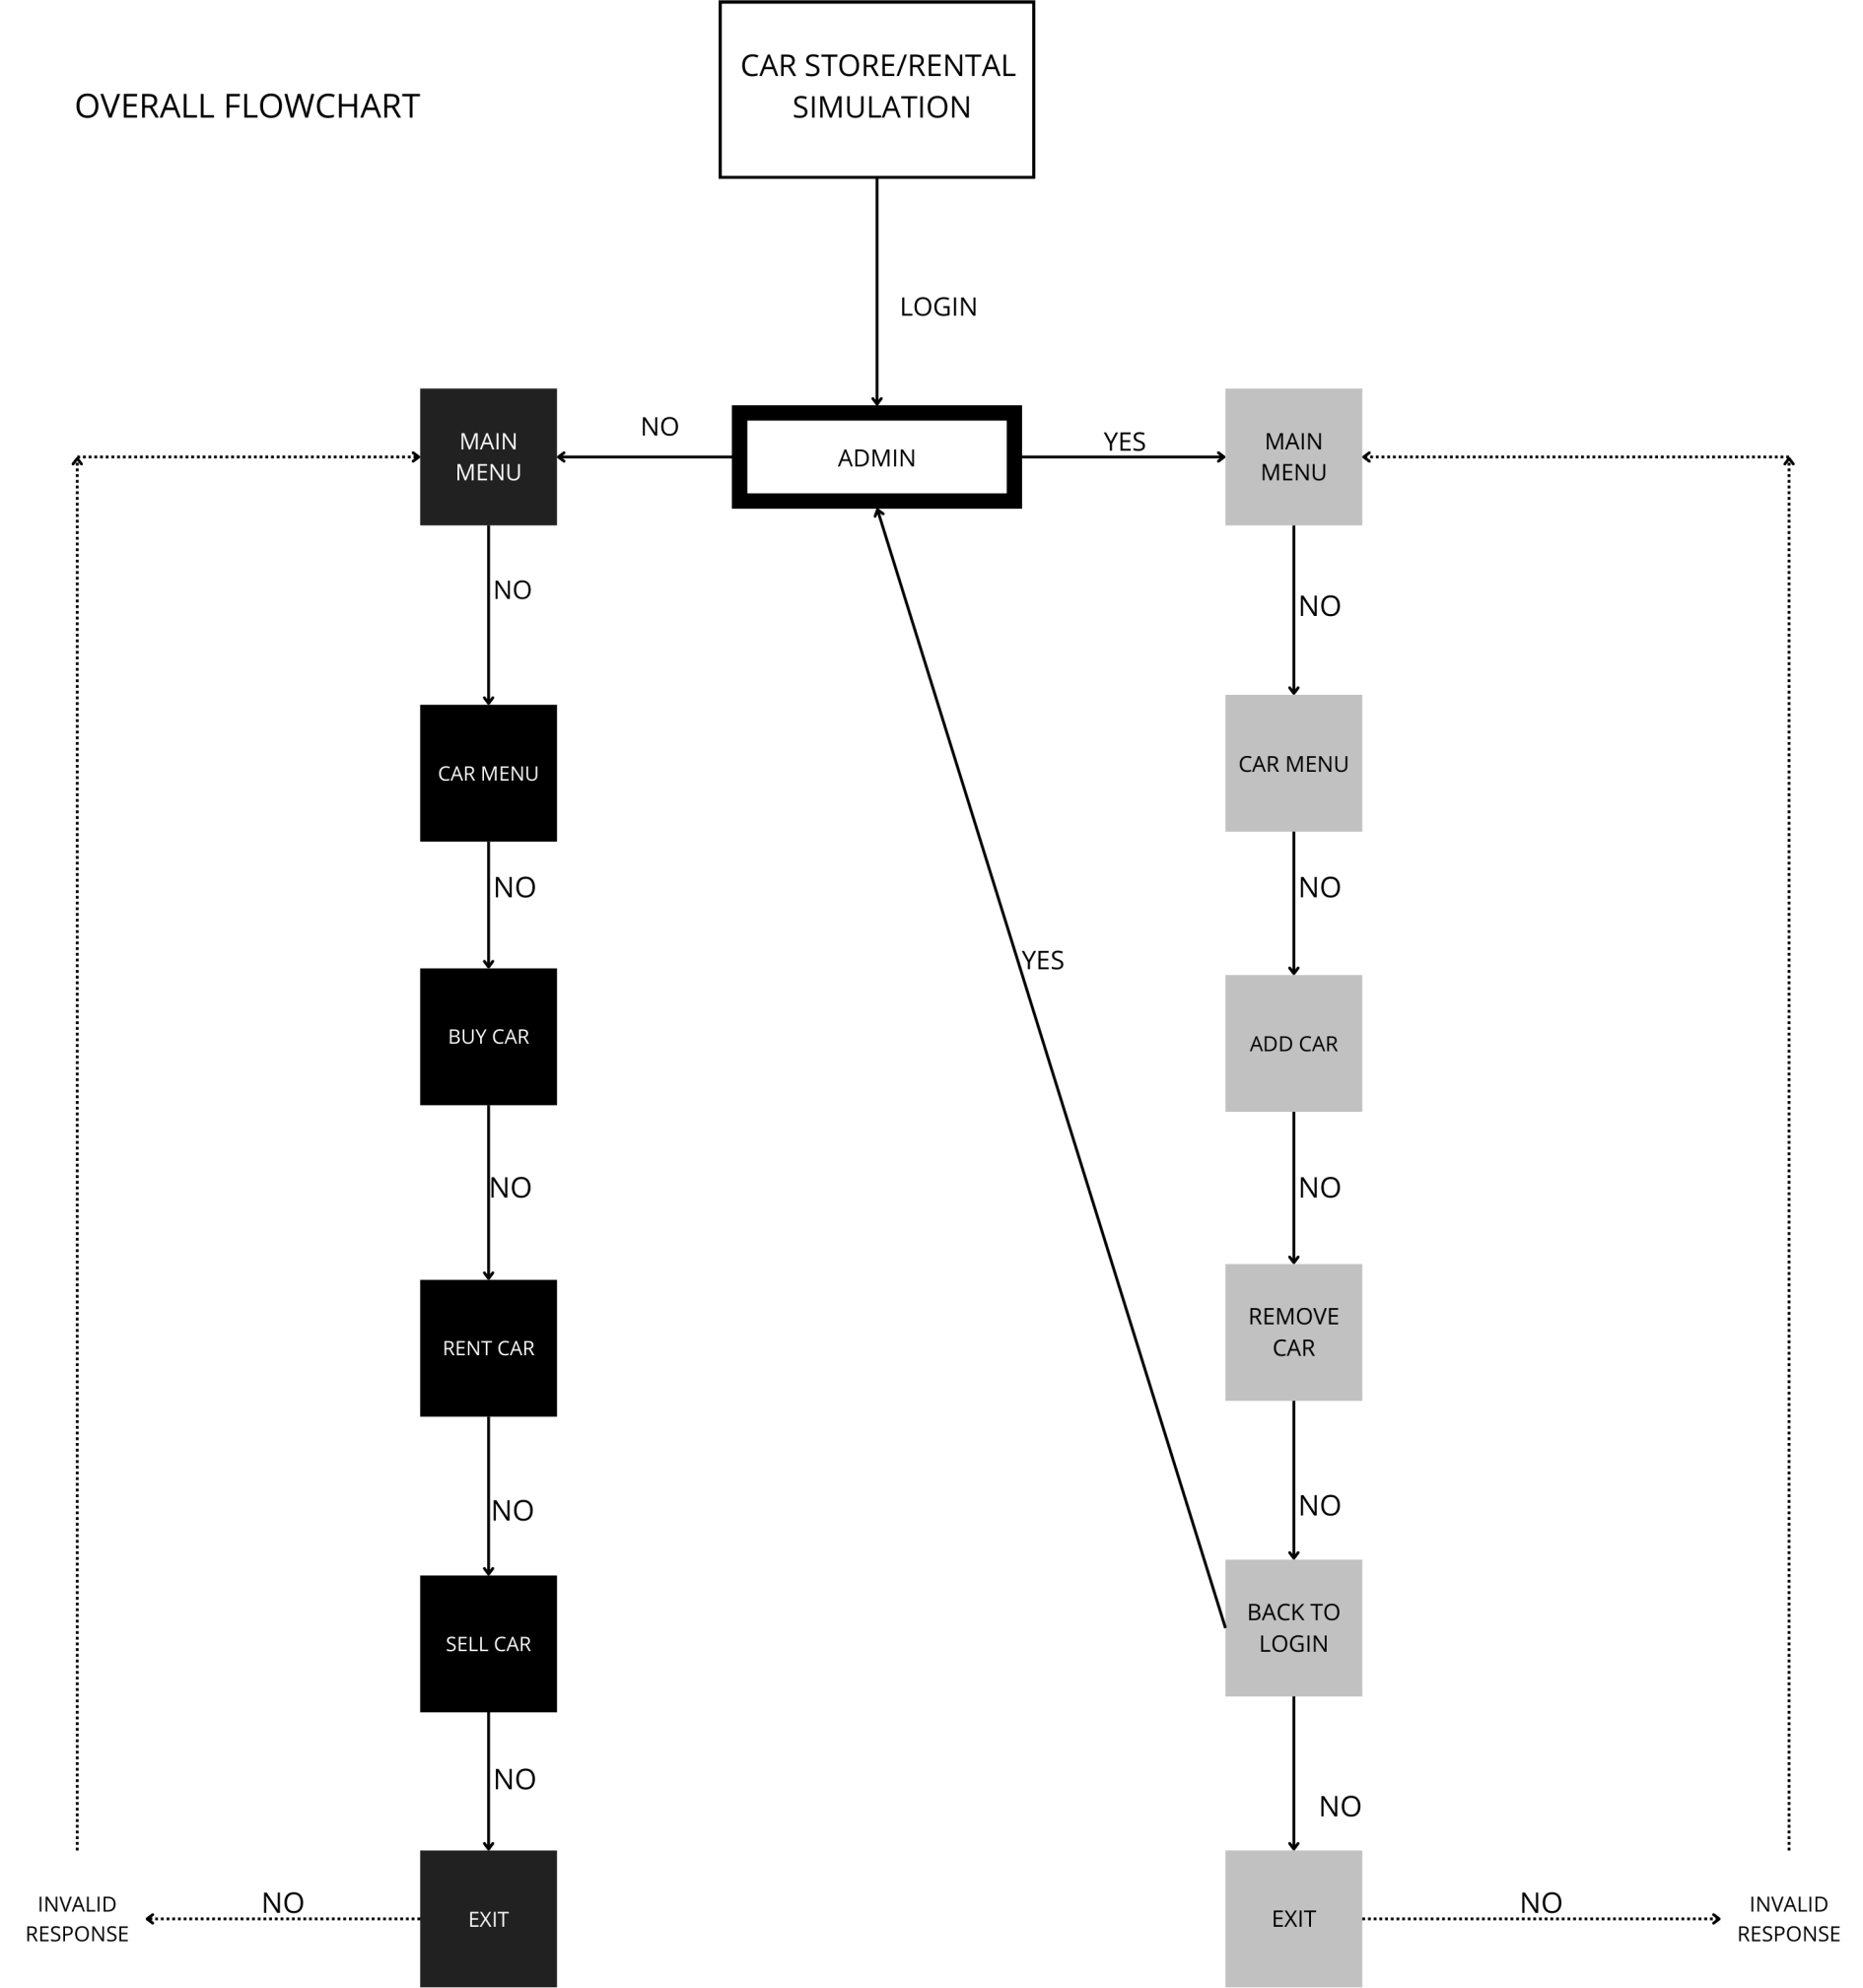 CAR STORE/RENTAL
SIMULATION
OVERALL FLOWCHART
LOGIN
NO
YES
MAIN
MENU
ADMIN
MAIN
MENU
NO
NO
CAR MENU
CAR MENU
NO
NO
YES
BUY CAR
ADD CAR
NO
NO
RENT CAR
REMOVE
CAR
NO
NO
SELL CAR
BACK TO
LOGIN
NO
NO
INVALID
RESPONSE
NO
EXIT
EXIT
NO
INVALID
RESPONSE